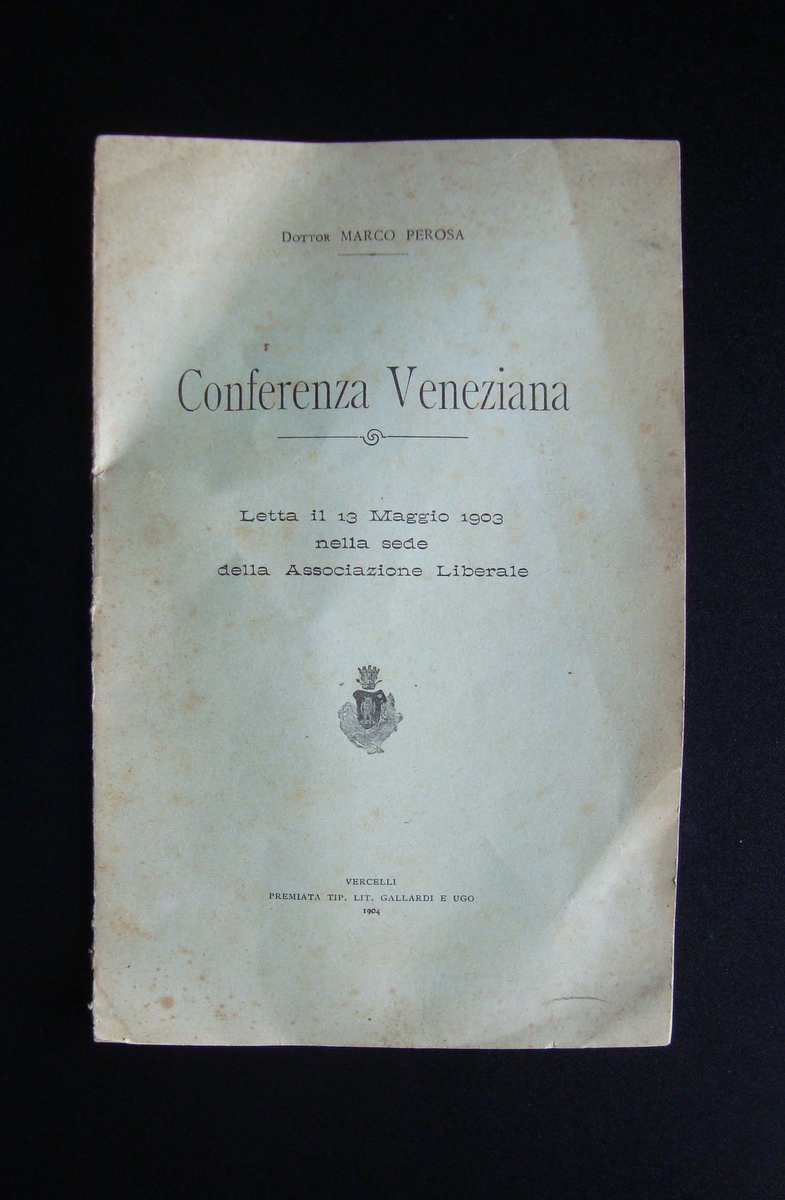 Dottor MARCO PEROSA
Conferenza Veneziana
Letta il 13 Maggio 1903
nella sede
della Associazione Liberale
VERCELLI
PREMIATA TIP. LIT. GALLARDI E UGO
1904